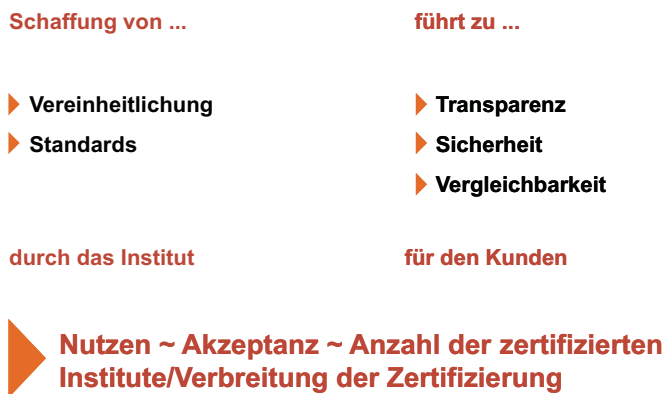 Schaffung von ...
führt zu ...
Vereinheitlichung
Standards
Transparenz
Sicherheit
Vergleichbarkeit
durch das Institut
für den Kunden
Nutzen ~ Akzeptanz ~ Anzahl der zertifizierten
Institute/Verbreitung der Zertifizierung